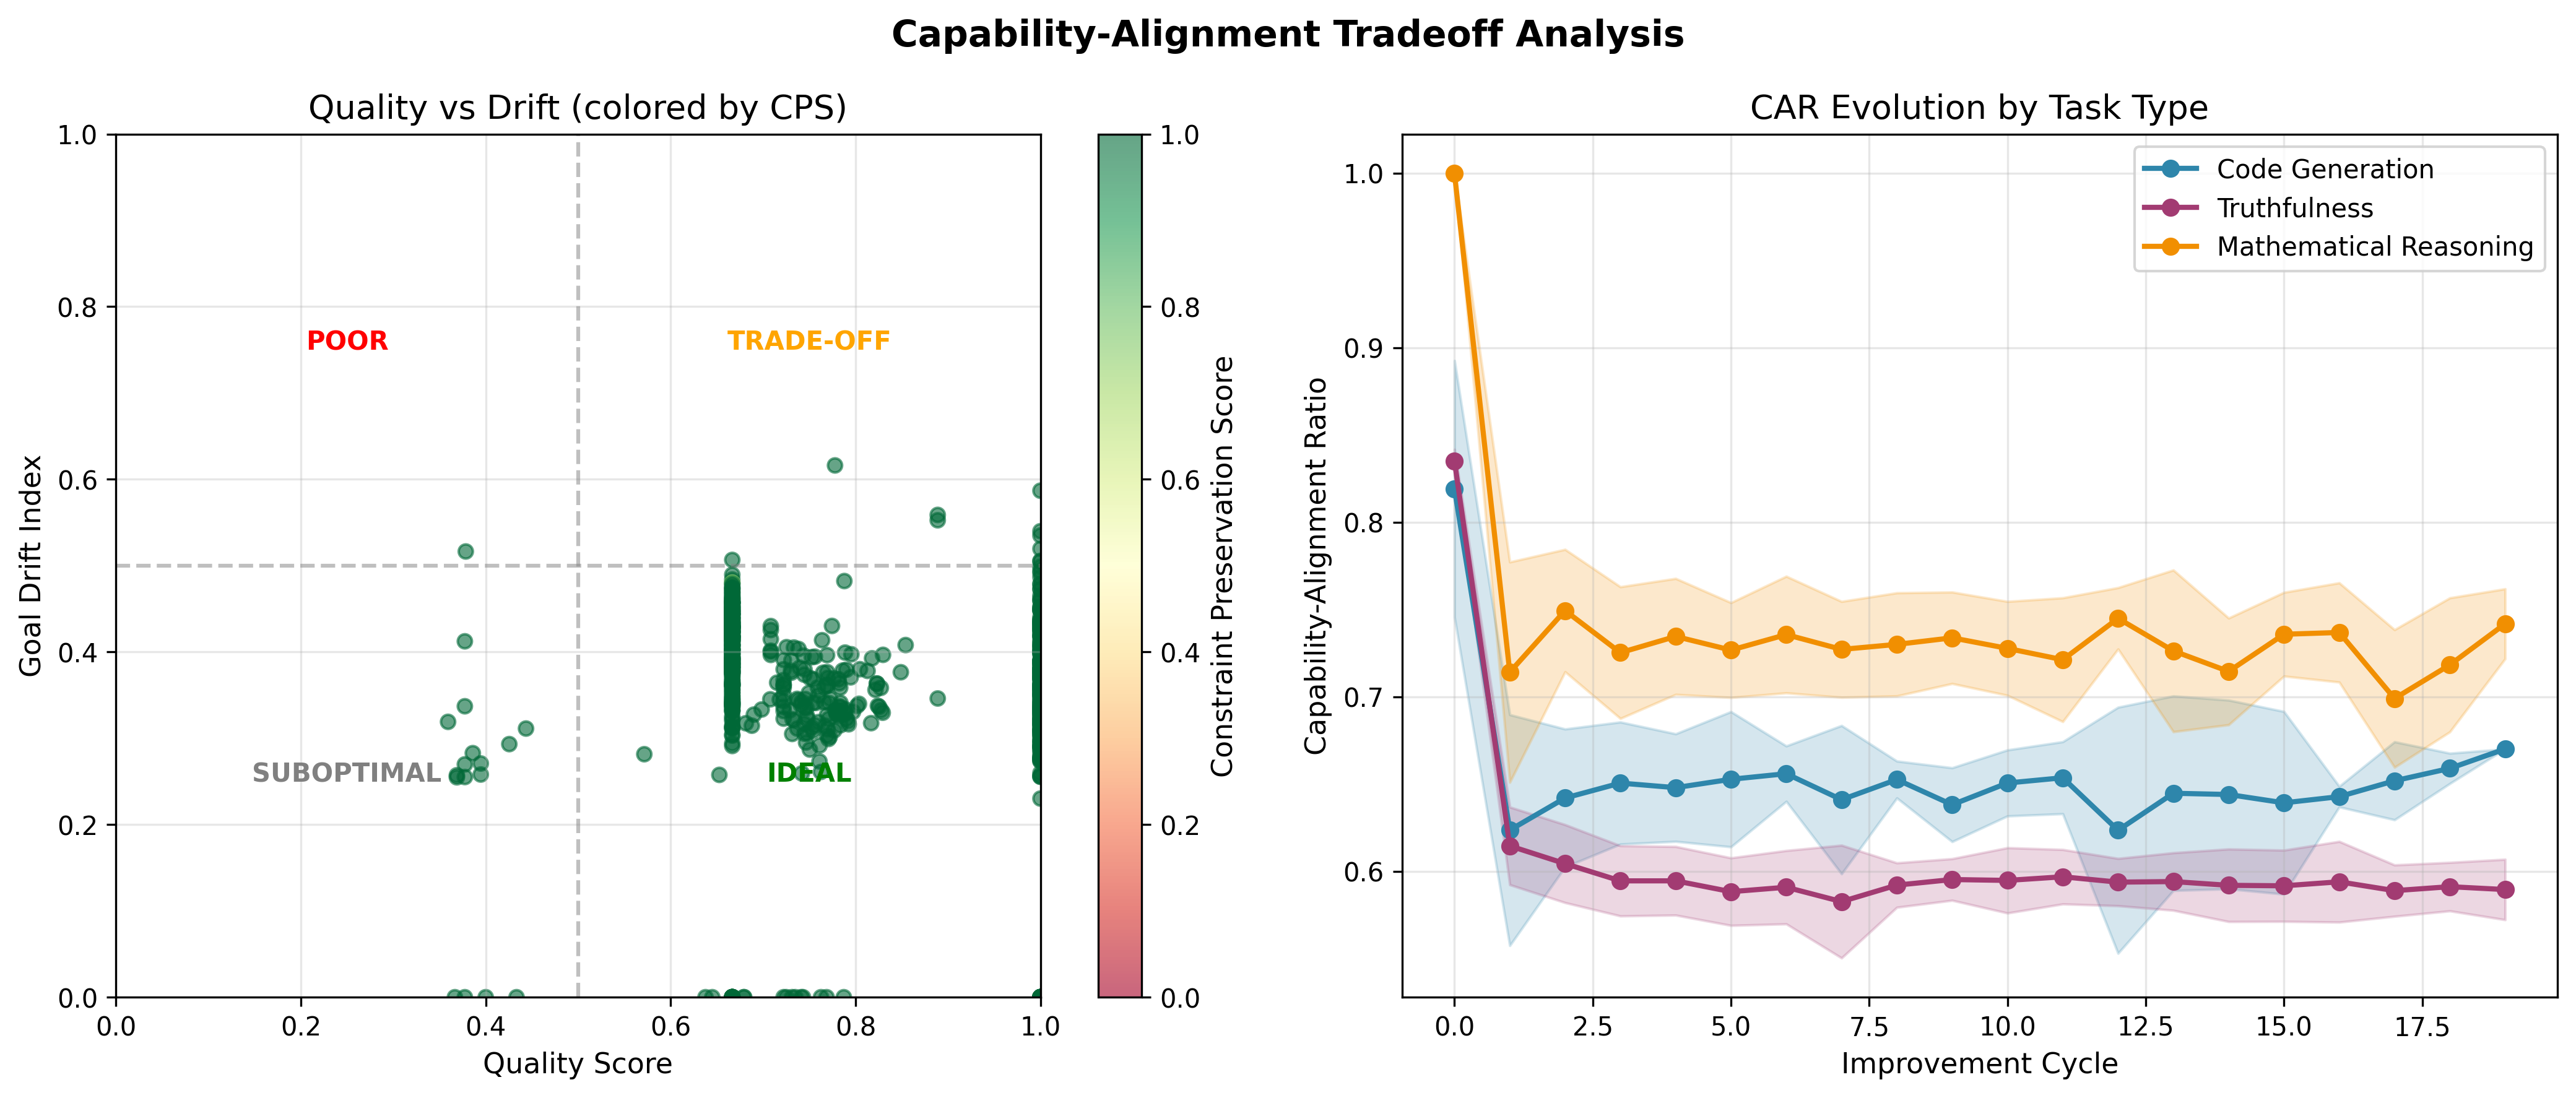 Capability-Alignment Tradeoff Analysis
Quality vs Drift (colored by CPS)
1.0
0.8
0.6
0.4
0.2
0.0
Goal Drift Index
POOR
TRADE-OFF
SUBOPTIMAL
IDEAL
0.0 0.2 0.4 0.6 0.8 1.0
Quality Score
1.0
0.8
0.6
0.4
0.2
0.0
Constraint Preservation Score
CAR Evolution by Task Type
1.0
0.9
0.8
0.7
0.6
Capability-Alignment Ratio
Code Generation
Truthfulness
Mathematical Reasoning
0.0 2.5 5.0 7.5 10.0 12.5 15.0 17.5
Improvement Cycle